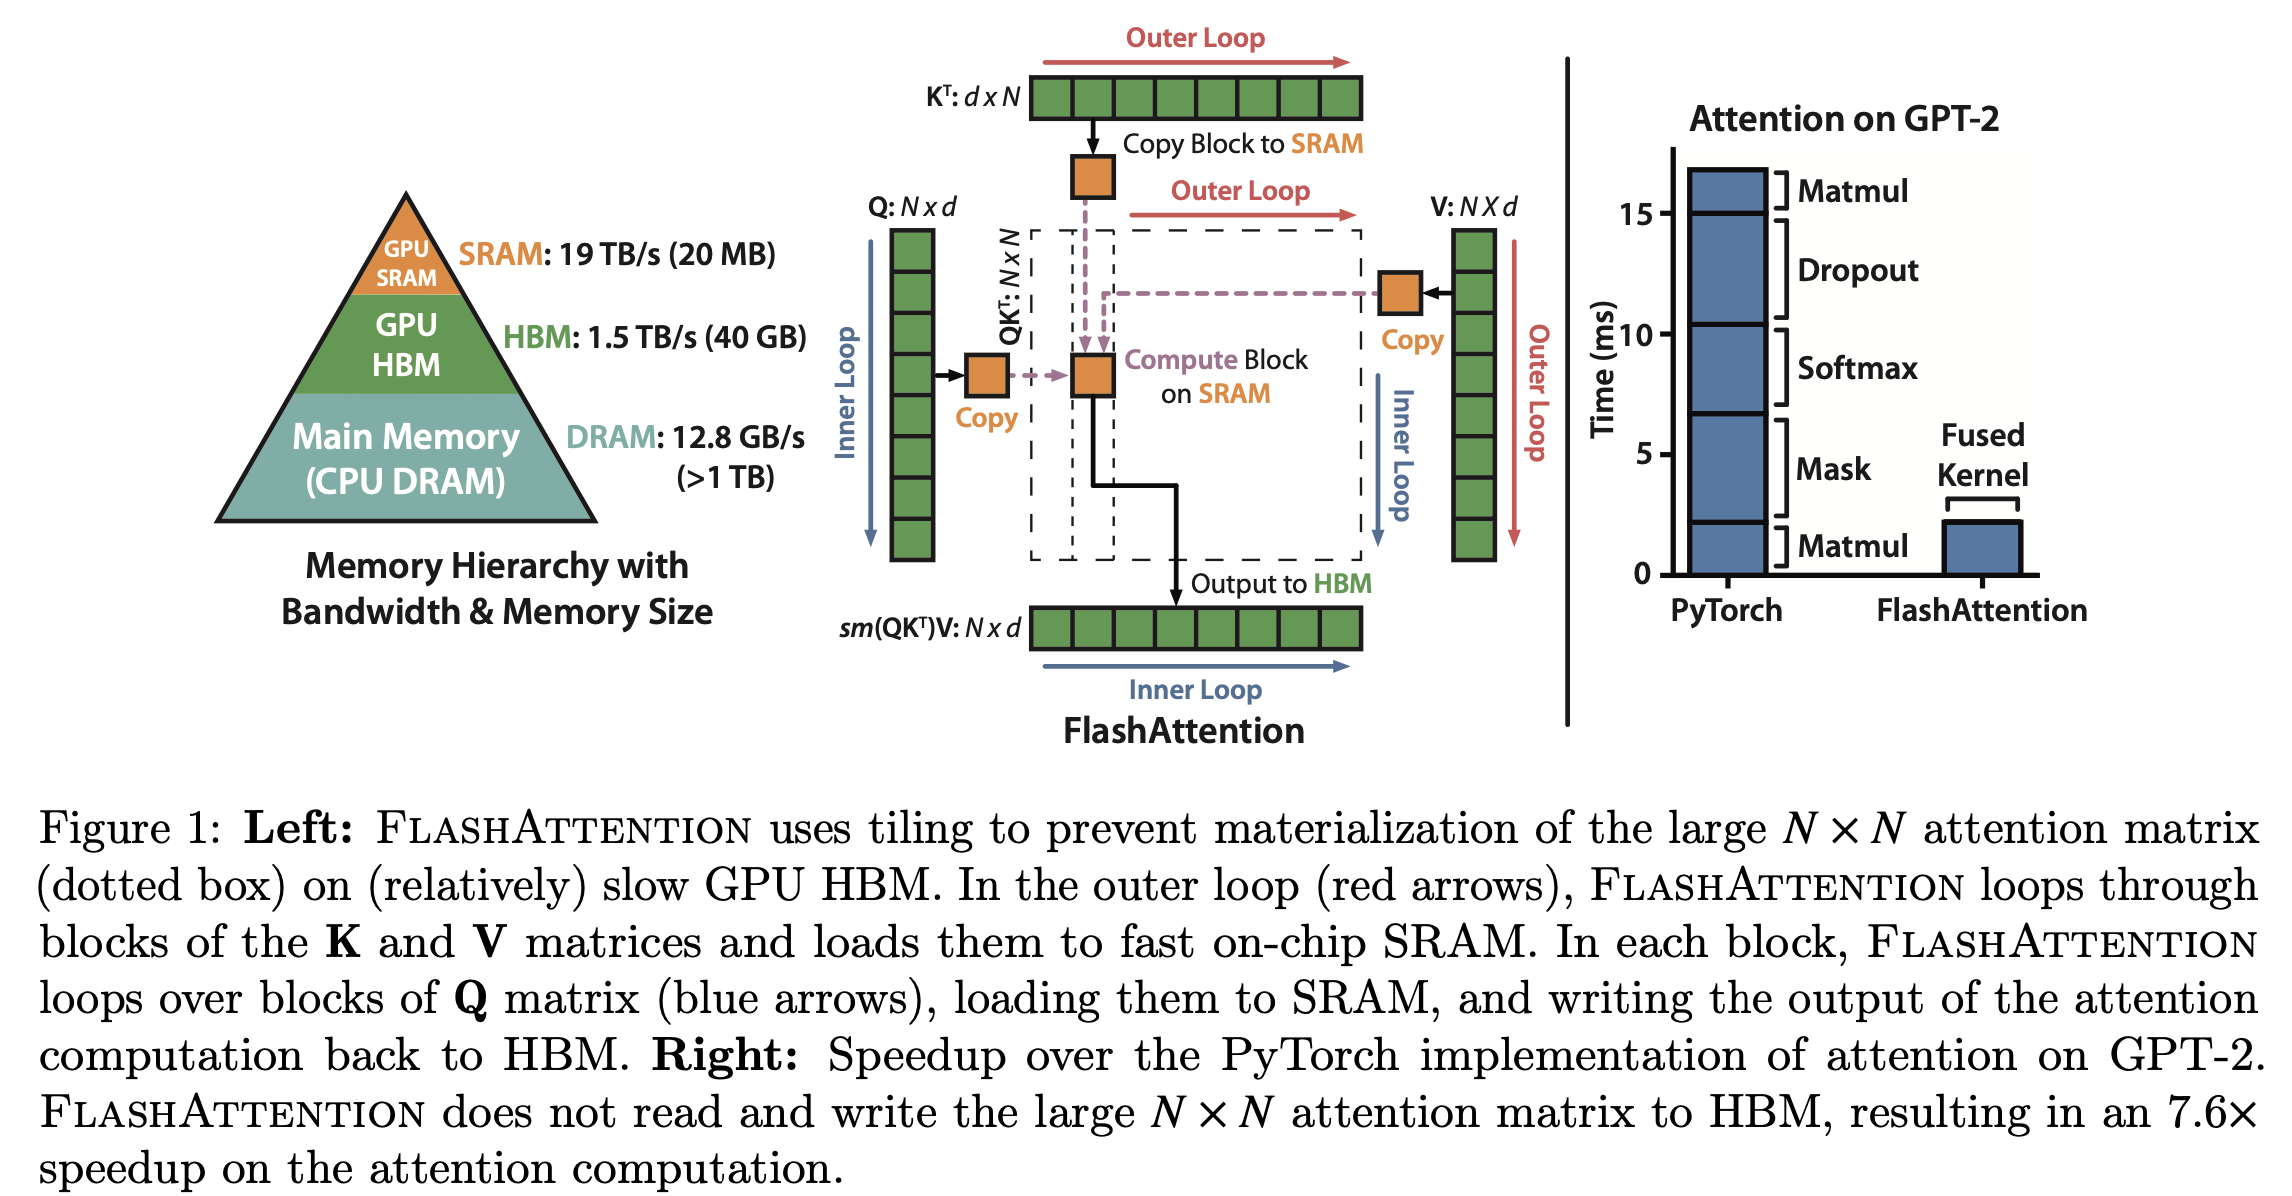 GPU
SRAM
SRAM: 19 TB/s (20 MB)
GPU
HBM
HBM: 1.5 TB/s (40 GB)
Main Memory
(CPU DRAM)
DRAM: 12.8 GB/s
(>1 TB)
Memory Hierarchy with
Bandwidth & Memory Size
Outer Loop
Kᵀ: d x N
Copy Block to SRAM
Outer Loop
Q: N x d
V: N X d
QKᵀ: N x N
Inner Loop
Copy
Compute Block
on SRAM
Copy
Inner Loop
Outer Loop
Output to HBM
sm(QKᵀ)V: N x d
Inner Loop
FlashAttention
Attention on GPT-2
Time (ms)
15
10
5
0
Matmul
Dropout
Softmax
Mask
Matmul
Fused
Kernel
PyTorch
FlashAttention
Figure 1: Left: FLASHATTENTION uses tiling to prevent materialization of the large N × N attention matrix
(dotted box) on (relatively) slow GPU HBM. In the outer loop (red arrows), FLASHATTENTION loops through
blocks of the K and V matrices and loads them to fast on-chip SRAM. In each block, FLASHATTENTION
loops over blocks of Q matrix (blue arrows), loading them to SRAM, and writing the output of the attention
computation back to HBM. Right: Speedup over the PyTorch implementation of attention on GPT-2.
FLASHATTENTION does not read and write the large N × N attention matrix to HBM, resulting in an 7.6×
speedup on the attention computation.